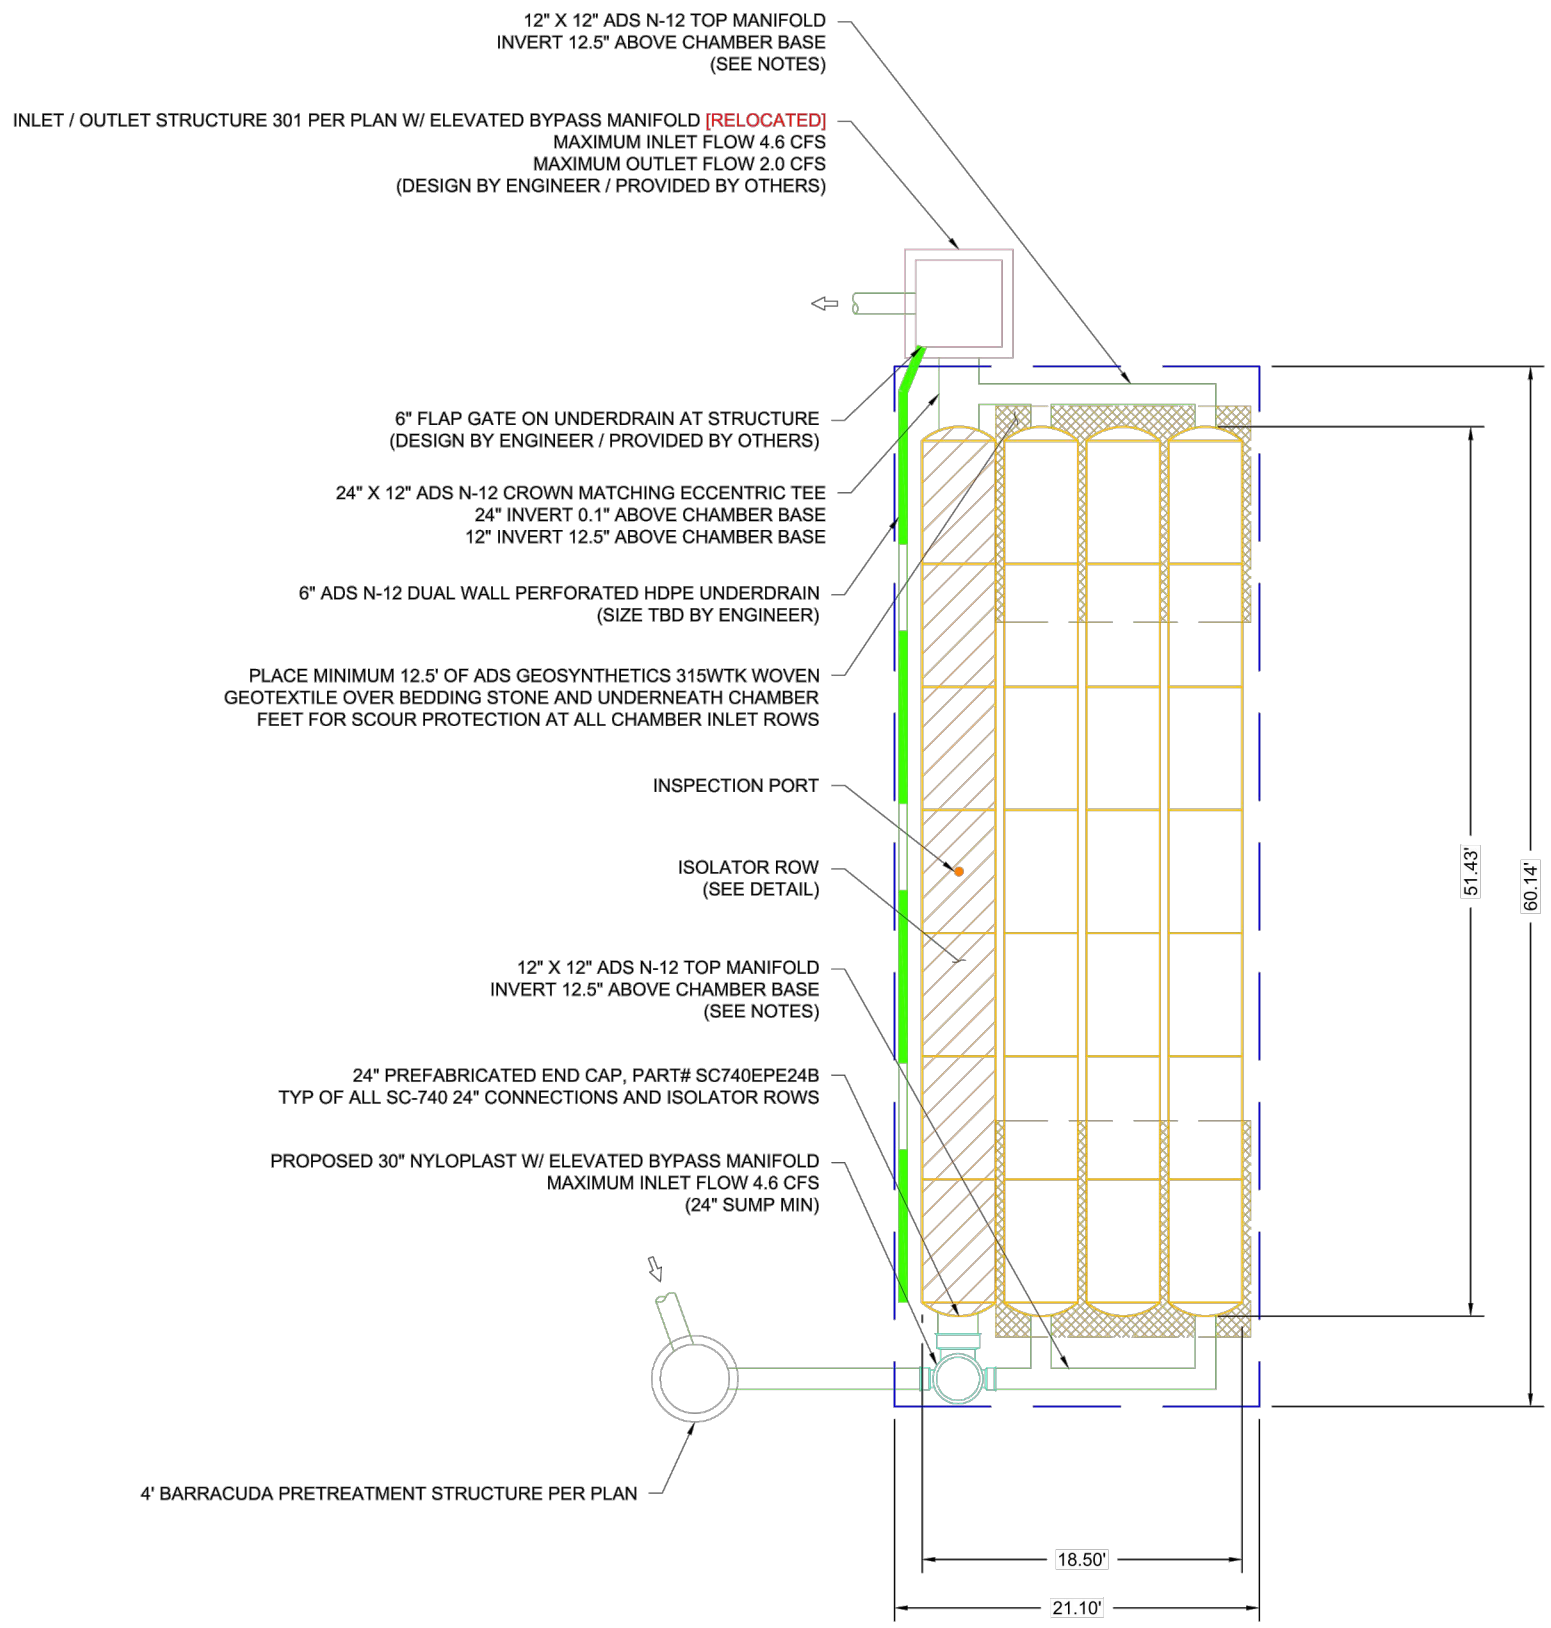 12" X 12" ADS N-12 TOP MANIFOLD
INVERT 12.5" ABOVE CHAMBER BASE
(SEE NOTES)
INLET / OUTLET STRUCTURE 301 PER PLAN W/ ELEVATED BYPASS MANIFOLD [RELOCATED]
MAXIMUM INLET FLOW 4.6 CFS
MAXIMUM OUTLET FLOW 2.0 CFS
(DESIGN BY ENGINEER / PROVIDED BY OTHERS)
6" FLAP GATE ON UNDERDRAIN AT STRUCTURE
(DESIGN BY ENGINEER / PROVIDED BY OTHERS)
24" X 12" ADS N-12 CROWN MATCHING ECCENTRIC TEE
24" INVERT 0.1" ABOVE CHAMBER BASE
12" INVERT 12.5" ABOVE CHAMBER BASE
6" ADS N-12 DUAL WALL PERFORATED HDPE UNDERDRAIN
(SIZE TBD BY ENGINEER)
PLACE MINIMUM 12.5' OF ADS GEOSYNTHETICS 315WTK WOVEN
GEOTEXTILE OVER BEDDING STONE AND UNDERNEATH CHAMBER
FEET FOR SCOUR PROTECTION AT ALL CHAMBER INLET ROWS
INSPECTION PORT
ISOLATOR ROW
(SEE DETAIL)
12" X 12" ADS N-12 TOP MANIFOLD
INVERT 12.5" ABOVE CHAMBER BASE
(SEE NOTES)
24" PREFABRICATED END CAP, PART# SC740EPE24B
TYP OF ALL SC-740 24" CONNECTIONS AND ISOLATOR ROWS
PROPOSED 30" NYLOPLAST W/ ELEVATED BYPASS MANIFOLD
MAXIMUM INLET FLOW 4.6 CFS
(24" SUMP MIN)
4' BARRACUDA PRETREATMENT STRUCTURE PER PLAN
51.43'
60.14'
18.50'
21.10'